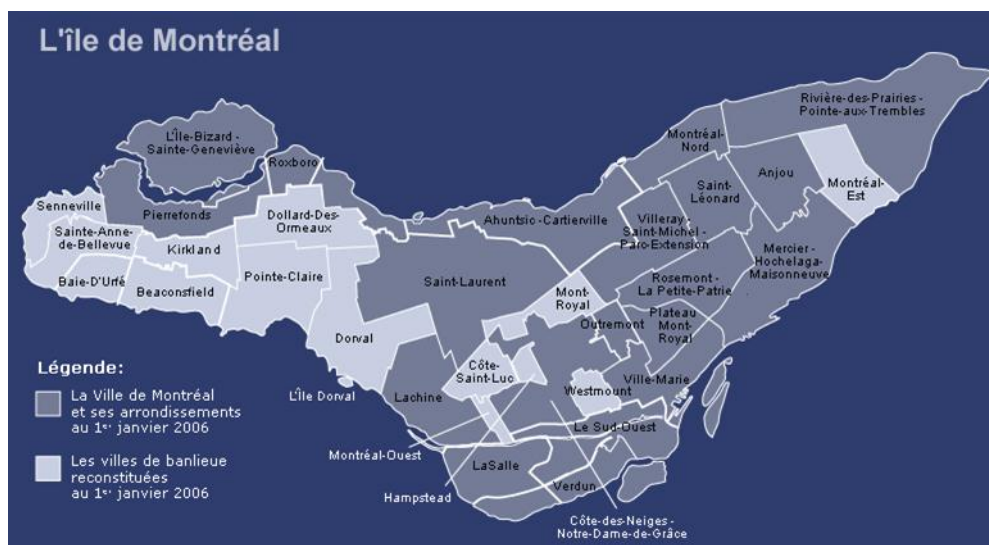 L'île de Montréal
Rivière-des-Prairies -
Pointe-aux-Trembles
L'Île-Bizard -
Sainte-Geneviève
Montréal-
Nord
Roxboro
Anjou
Saint-
Léonard
Montréal-
Est
Senneville
Pierrefonds
Dollard-Des-
Ormeaux
Ahuntsic-Cartierville
Villeray -
Saint-Michel -
Parc-Extension
Sainte-Anne-
de-Bellevue
Kirkland
Mercier -
Hochelaga-
Maisonneuve
Baie-D'Urfé
Beaconsfield
Pointe-Claire
Saint-Laurent
Rosemont -
La Petite-Patrie
Mont-
Royal
Outremont
Plateau
Mont-
Royal
Dorval
Côte-
Saint-Luc
Ville-Marie
Westmount
Légende:
La Ville de Montréal
et ses arrondissements
au 1er janvier 2006
L'Île Dorval
Lachine
Le Sud-Ouest
Les villes de banlieue
reconstituées
au 1er janvier 2006
Montréal-Ouest
LaSalle
Hampstead
Verdun
Côte-des-Neiges -
Notre-Dame-de-Grâce